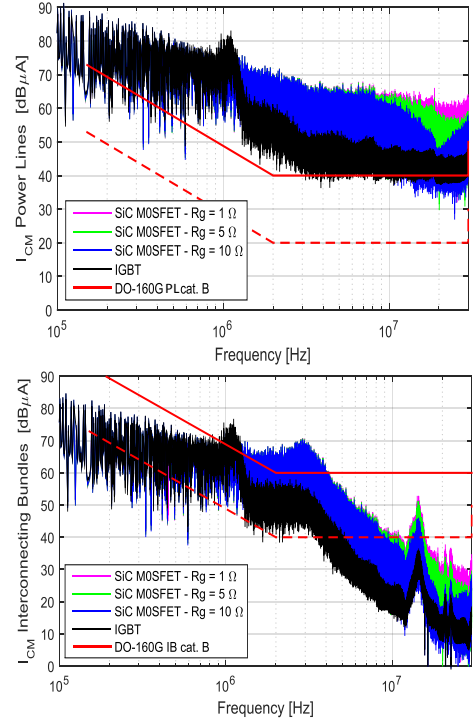 90
80
70
60
50
40
30
20
10
0
I_CM Power Lines [dBµA]
SiC M0SFET - Rg = 1 Ω
SiC M0SFET - Rg = 5 Ω
SiC M0SFET - Rg = 10 Ω
IGBT
DO-160G PL cat. B
10^5 10^6 10^7
Frequency [Hz]
90
80
70
60
50
40
30
20
10
0
I_CM Interconnecting Bundles [dBµA]
SiC M0SFET - Rg = 1 Ω
SiC M0SFET - Rg = 5 Ω
SiC M0SFET - Rg = 10 Ω
IGBT
DO-160G IB cat. B
10^5 10^6 10^7
Frequency [Hz]